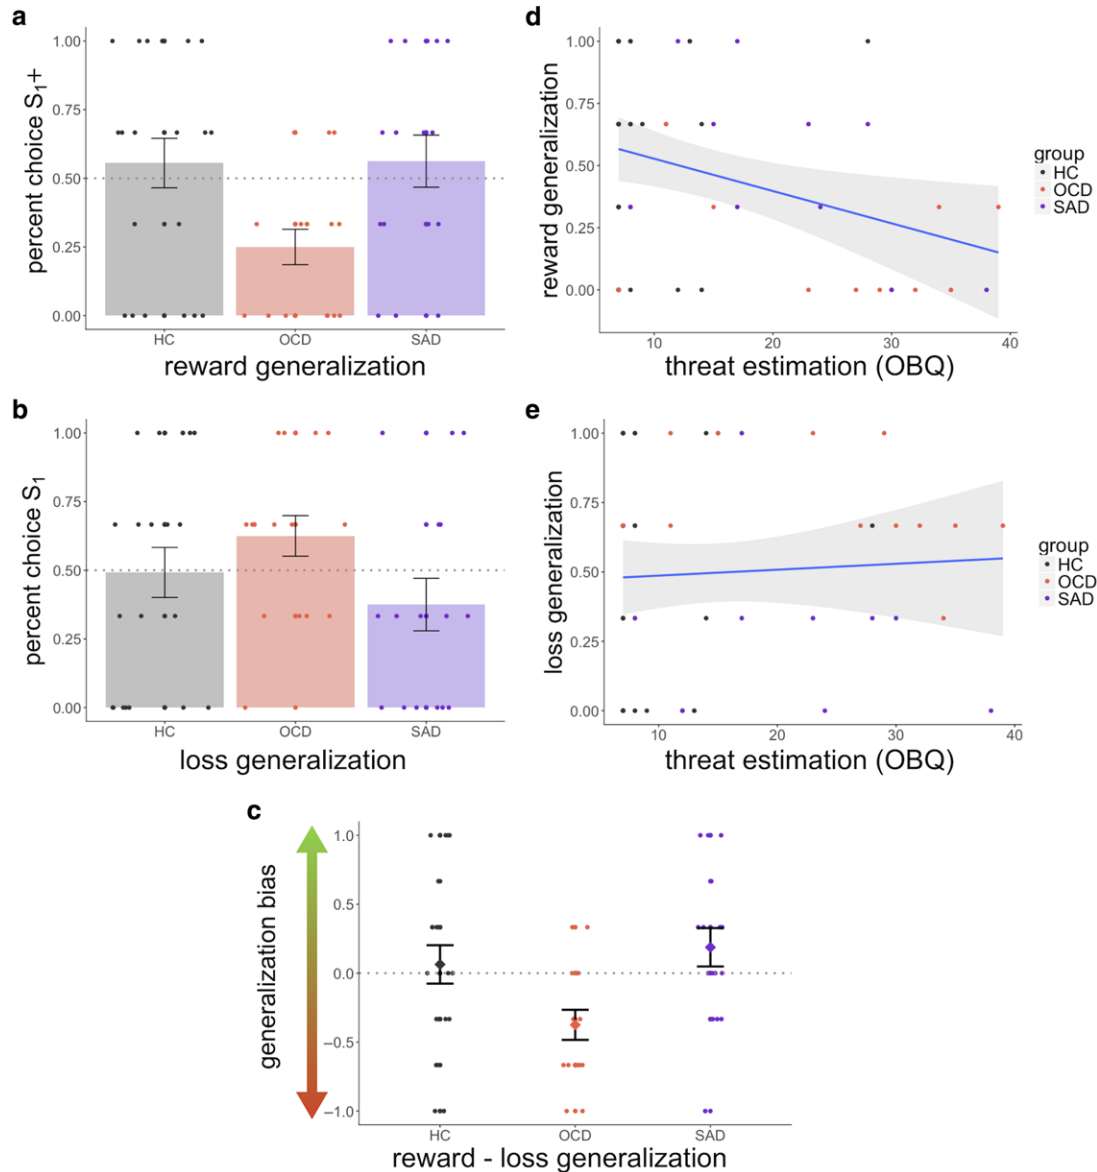 a
1.00
0.75
0.50
0.25
0.00
percent choice S1+
HC OCD SAD
reward generalization
b
1.00
0.75
0.50
0.25
0.00
percent choice S1
HC OCD SAD
loss generalization
c
1.0
0.5
0.0
−0.5
−1.0
generalization bias
HC OCD SAD
reward - loss generalization
d
1.00
0.75
0.50
0.25
0.00
reward generalization
10 20 30 40
threat estimation (OBQ)
group
HC
OCD
SAD
e
1.00
0.75
0.50
0.25
0.00
loss generalization
10 20 30 40
threat estimation (OBQ)
group
HC
OCD
SAD